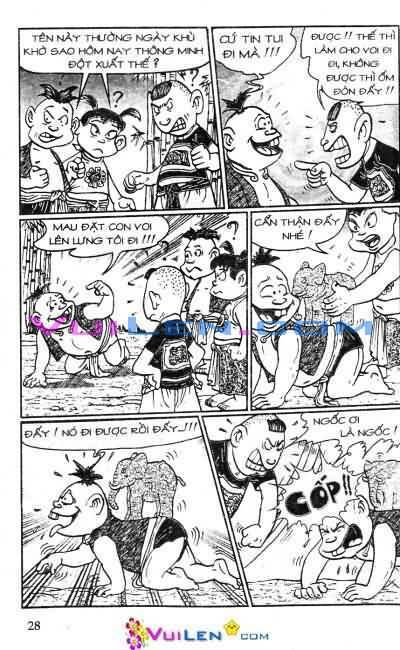 TÊN NÀY THƯỜNG NGÀY KHÙ
KHỜ SAO HÔM NAY THÔNG MINH
ĐỘT XUẤT THẾ ?
CỨ TIN TUI
ĐI MÀ !!!
ĐƯỢC !! THẾ THÌ
LÀM CHO VOI ĐI
ĐI, KHÔNG
ĐƯỢC THÌ ỐM
ĐÒN ĐẤY !!
?
?
MAU ĐẶT CON VOI
LÊN LƯNG TÔI ĐI !!!
CẨN THẬN ĐẤY
NHÉ !
VUILEN.COM
ĐẤY ! NÓ ĐI ĐƯỢC RỒI ĐẤY...!!!
NGỐC ƠI
LÀ NGỐC !
CỐP !!
28
VUILEN.COM